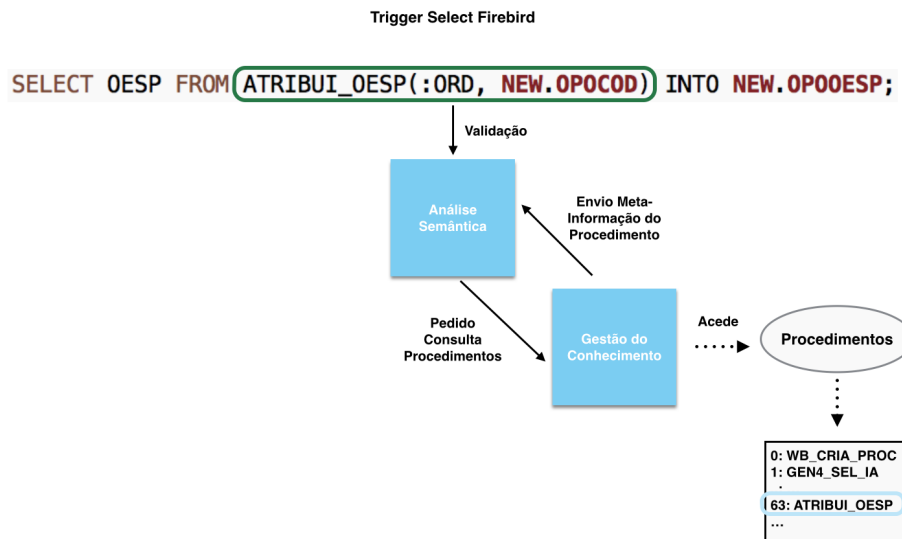 Trigger Select Firebird
SELECT OESP FROM ATRIBUI_OESP(:ORD, NEW.OPOCOD) INTO NEW.OPOOESP;
Validação
Análise
Semântica
Envio Meta-
Informação do
Procedimento
Pedido
Consulta
Procedimentos
Gestão do
Conhecimento
Acede
Procedimentos
0: WB_CRIA_PROC
1: GEN4_SEL_IA
.
63: ATRIBUI_OESP
...